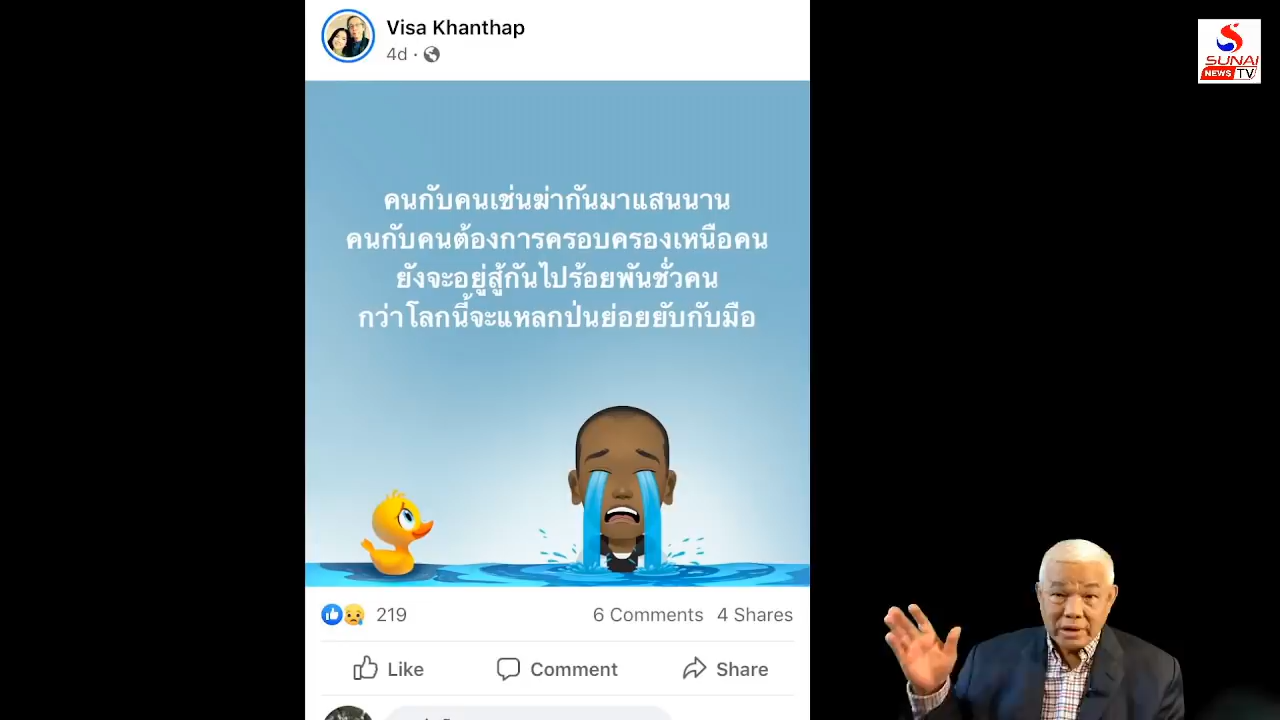 Visa Khanthap
4d ·
SUNAI
NEWS TV
คนกับคนเช่นฆ่ากันมาแสนนาน
คนกับคนต้องการครอบครองเหนือคน
ยังจะอยู่สู้กันไปร้อยพันชั่วคน
กว่าโลกนี้จะแหลกป่นย่อยยับกับมือ
219
6 Comments 4 Shares
Like Comment Share